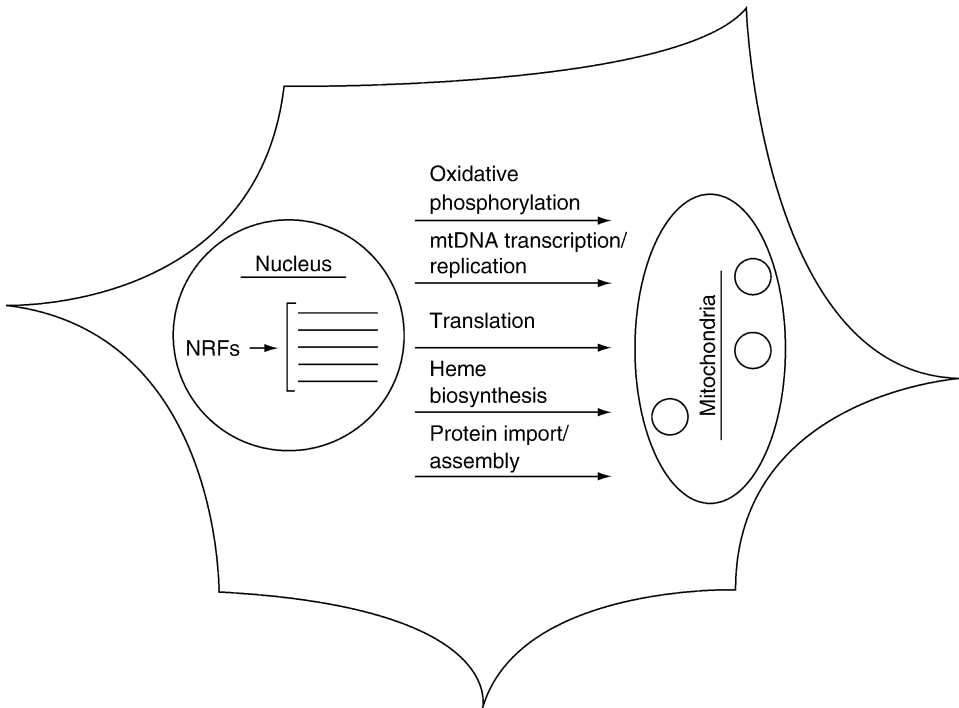 Oxidative
phosphorylation
mtDNA transcription/
replication
Nucleus
Translation
NRFs
Heme
biosynthesis
Mitochondria
Protein import/
assembly